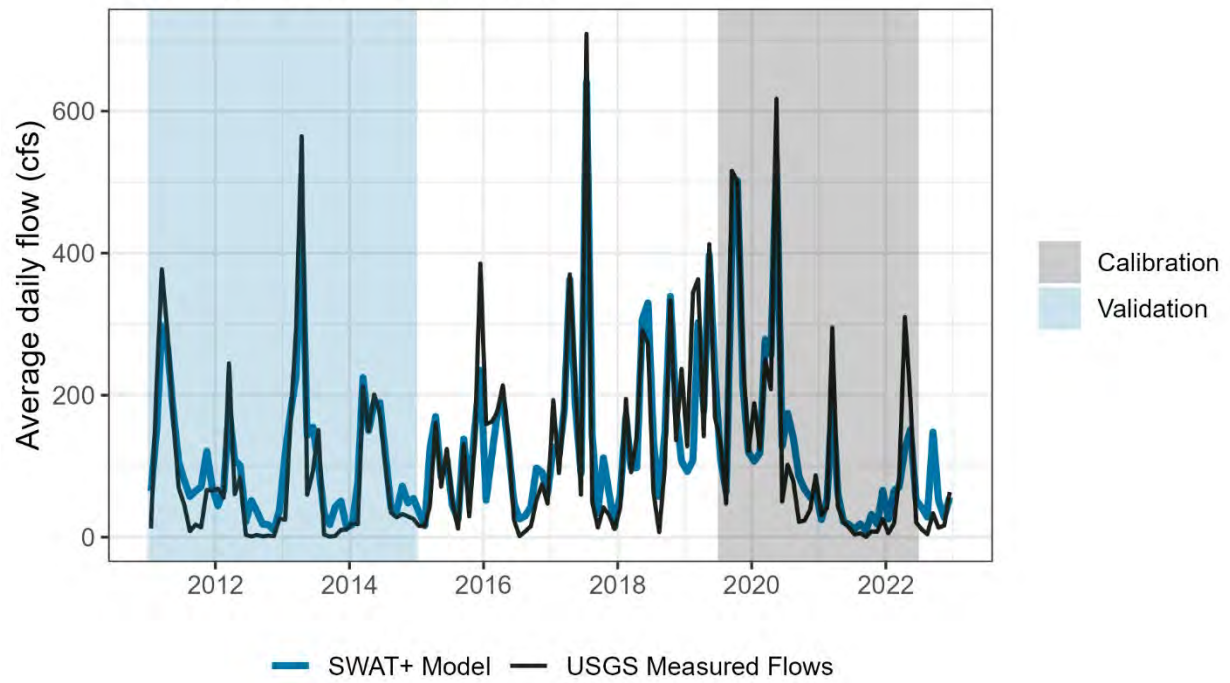 Average daily flow (cfs)
600
400
200
0
2012 2014 2016 2018 2020 2022
Calibration
Validation
SWAT+ Model USGS Measured Flows